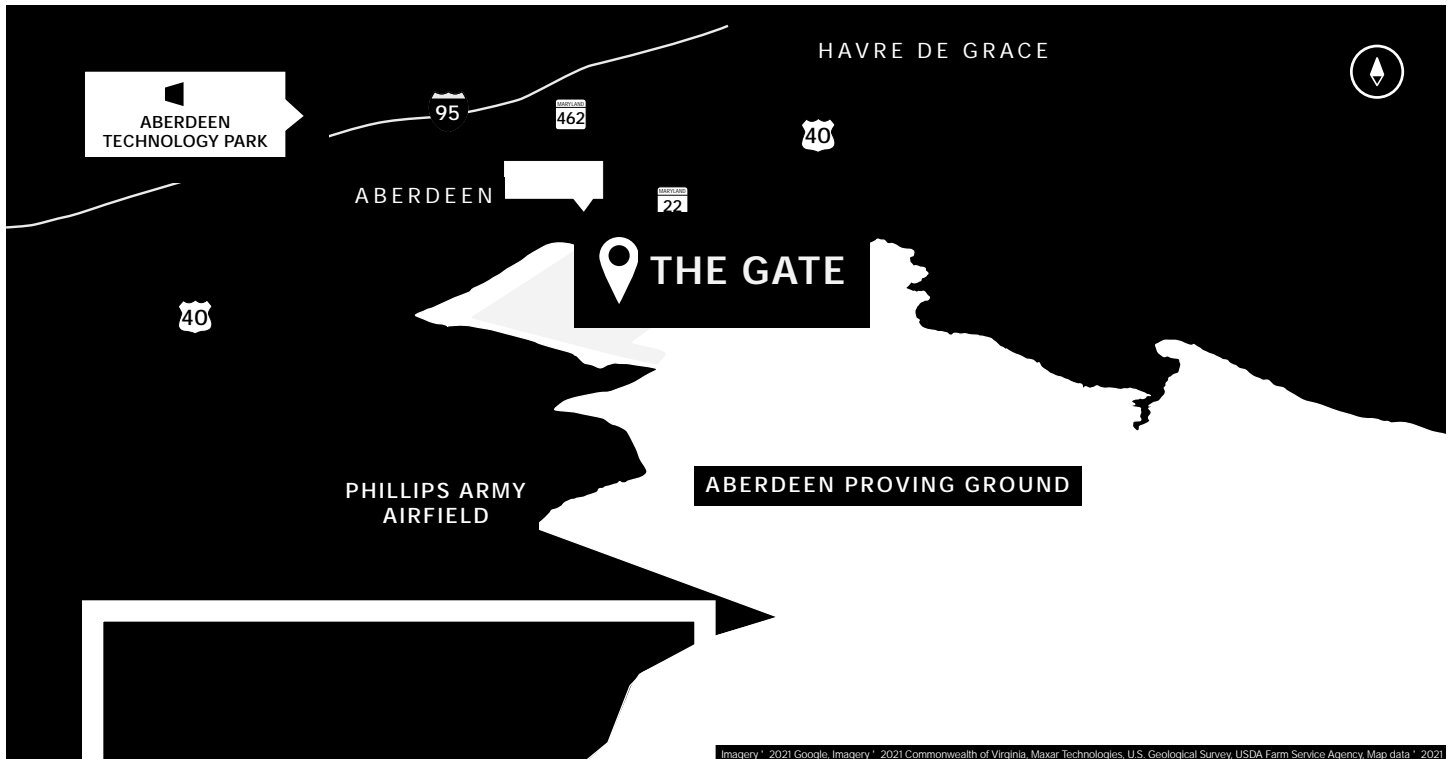 HAVRE DE GRACE
95
MARYLAND
462
ABERDEEN
TECHNOLOGY PARK
40
ABERDEEN
MARYLAND
22
THE GATE
40
PHILLIPS ARMY
AIRFIELD
ABERDEEN PROVING GROUND
Imagery ' 2021 Google, Imagery ' 2021 Commonwealth of Virginia, Maxar Technologies, U.S. Geological Survey, USDA Farm Service Agency, Map data ' 2021